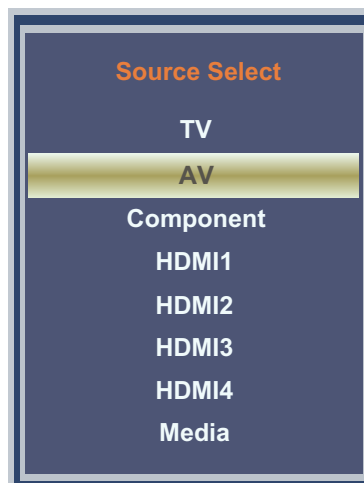 Source Select
TV
AV
Component
HDMI1
HDMI2
HDMI3
HDMI4
Media